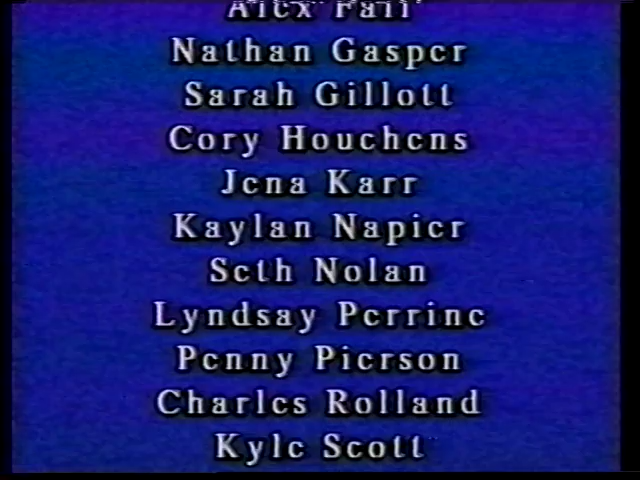 Alex
Nathan Gasper
Sarah Gillott
Cory Houchens
Jena Karr
Kaylan Napier
Seth Nolan
Lyndsay Perrine
Penny Pierson
Charles Rolland
Kyle Scott